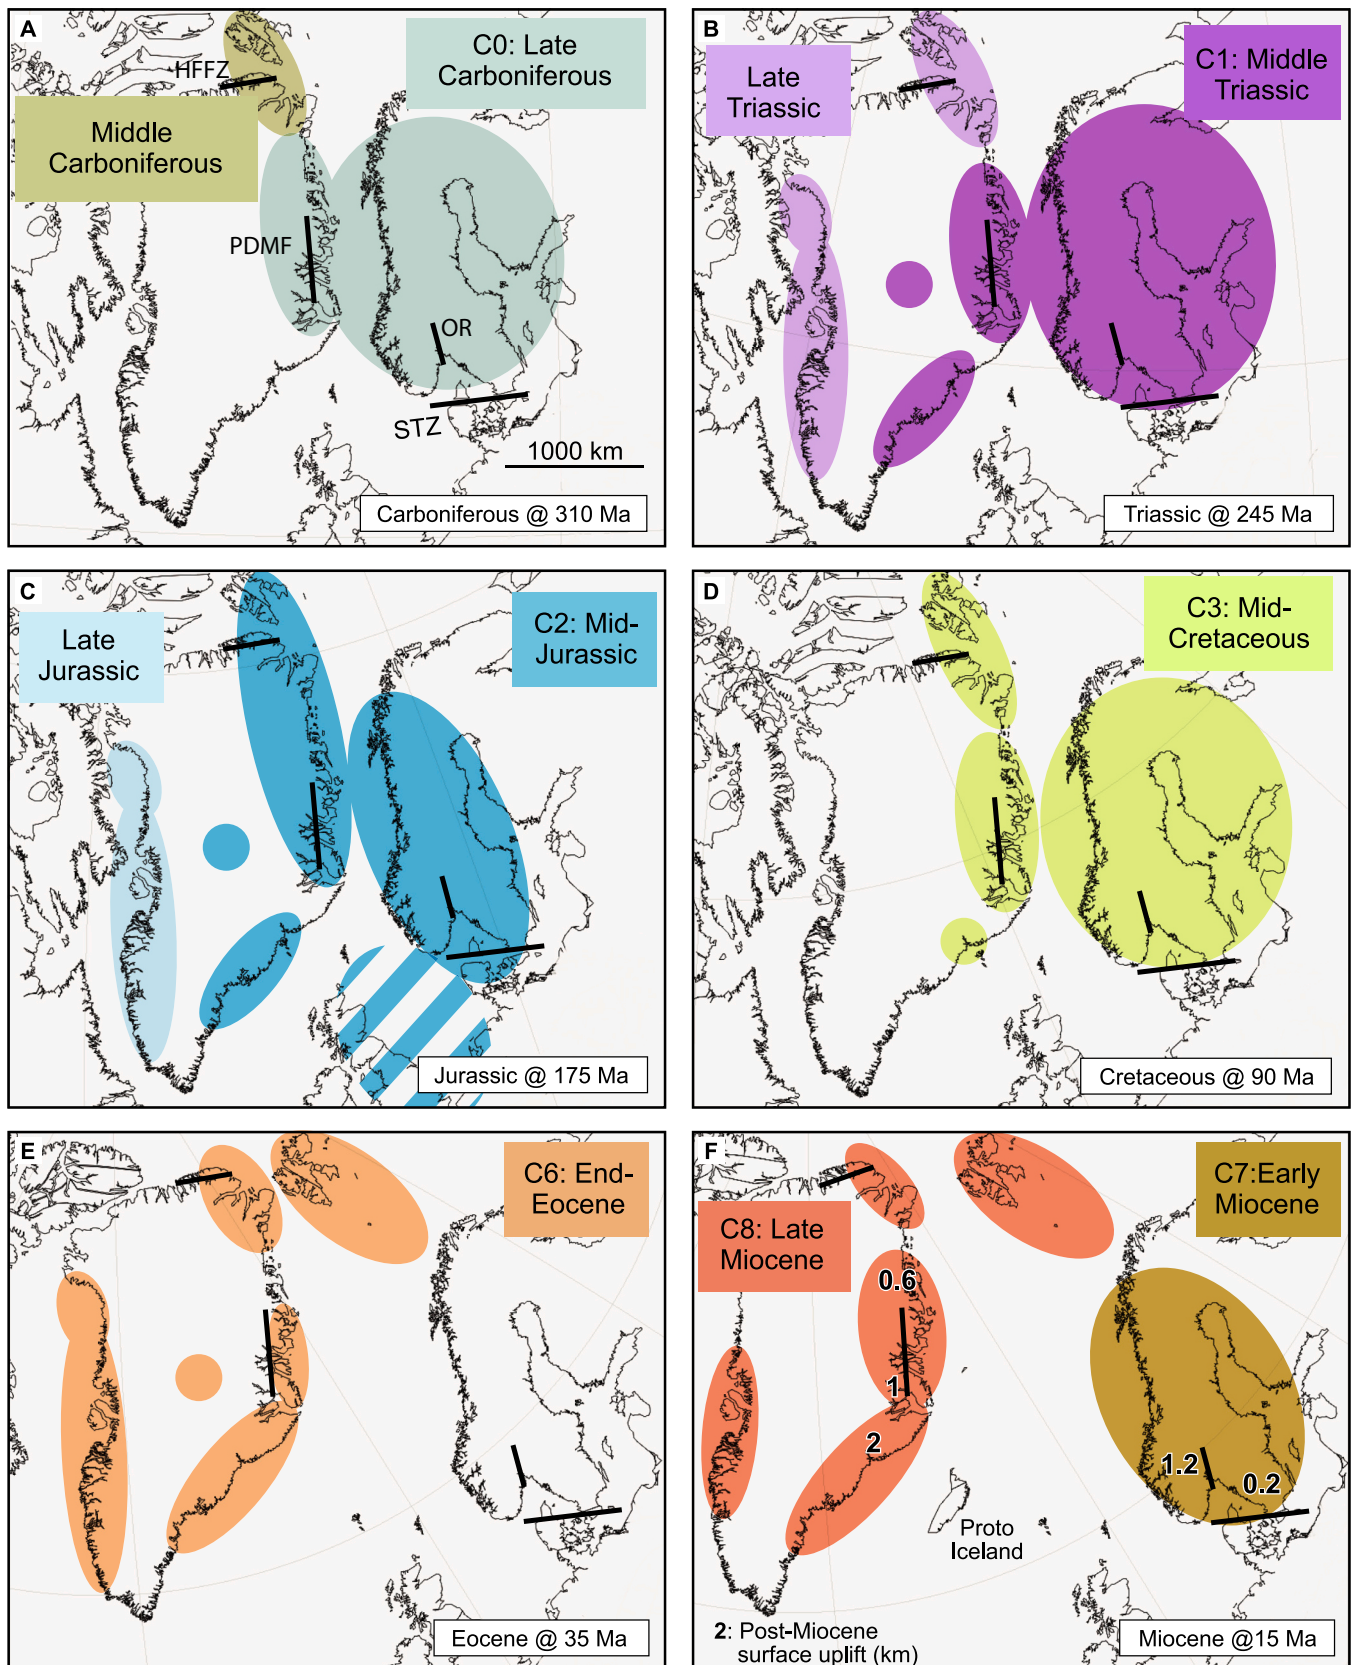 A
HFFZ
C0: Late
Carboniferous
Middle
Carboniferous
PDMF
OR
STZ
1000 km
Carboniferous @ 310 Ma
B
Late
Triassic
C1: Middle
Triassic
Triassic @ 245 Ma
C
Late
Jurassic
C2: Mid-
Jurassic
Jurassic @ 175 Ma
D
C3: Mid-
Cretaceous
Cretaceous @ 90 Ma
E
C6: End-
Eocene
Eocene @ 35 Ma
F
C7:Early
Miocene
C8: Late
Miocene
0.6
1
2
1.2
0.2
Proto
Iceland
2: Post-Miocene
surface uplift (km)
Miocene @15 Ma